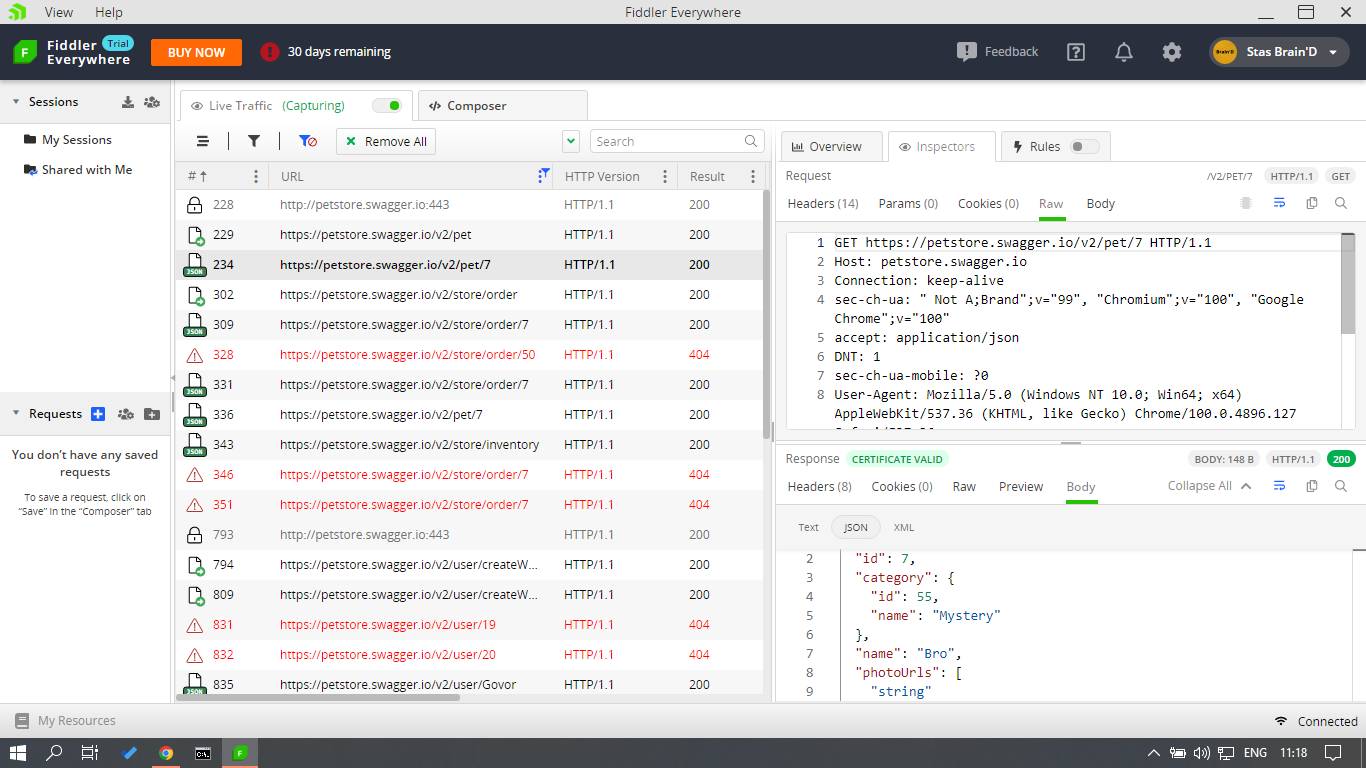 View Help Fiddler Everywhere
Fiddler Trial
Everywhere
BUY NOW
30 days remaining
Feedback
Stas Brain'D
Sessions
My Sessions
Shared with Me
Requests
You don't have any saved
requests
To save a request, click on
“Save” in the “Composer” tab
Live Traffic (Capturing)
Composer
Remove All
Search
# URL HTTP Version Result
228 http://petstore.swagger.io:443 HTTP/1.1 200
229 https://petstore.swagger.io/v2/pet HTTP/1.1 200
234 https://petstore.swagger.io/v2/pet/7 HTTP/1.1 200
302 https://petstore.swagger.io/v2/store/order HTTP/1.1 200
309 https://petstore.swagger.io/v2/store/order/7 HTTP/1.1 200
328 https://petstore.swagger.io/v2/store/order/50 HTTP/1.1 404
331 https://petstore.swagger.io/v2/store/order/7 HTTP/1.1 200
336 https://petstore.swagger.io/v2/pet/7 HTTP/1.1 200
343 https://petstore.swagger.io/v2/store/inventory HTTP/1.1 200
346 https://petstore.swagger.io/v2/store/order/7 HTTP/1.1 404
351 https://petstore.swagger.io/v2/store/order/7 HTTP/1.1 404
793 http://petstore.swagger.io:443 HTTP/1.1 200
794 https://petstore.swagger.io/v2/user/createW... HTTP/1.1 200
809 https://petstore.swagger.io/v2/user/createW... HTTP/1.1 200
831 https://petstore.swagger.io/v2/user/19 HTTP/1.1 404
832 https://petstore.swagger.io/v2/user/20 HTTP/1.1 404
835 https://petstore.swagger.io/v2/user/Govor HTTP/1.1 200
Overview Inspectors Rules
Request /V2/PET/7 HTTP/1.1 GET
Headers (14) Params (0) Cookies (0) Raw Body
1 GET https://petstore.swagger.io/v2/pet/7 HTTP/1.1
2 Host: petstore.swagger.io
3 Connection: keep-alive
4 sec-ch-ua: " Not A;Brand";v="99", "Chromium";v="100", "Google
Chrome";v="100"
5 accept: application/json
6 DNT: 1
7 sec-ch-ua-mobile: ?0
8 User-Agent: Mozilla/5.0 (Windows NT 10.0; Win64; x64)
AppleWebKit/537.36 (KHTML, like Gecko) Chrome/100.0.4896.127
Response CERTIFICATE VALID BODY: 148 B HTTP/1.1 200
Headers (8) Cookies (0) Raw Preview Body Collapse All
Text JSON XML
2 "id": 7,
3 "category": {
4 "id": 55,
5 "name": "Mystery"
6 },
7 "name": "Bro",
8 "photoUrls": [
9 "string"
My Resources
Connected
ENG 11:18